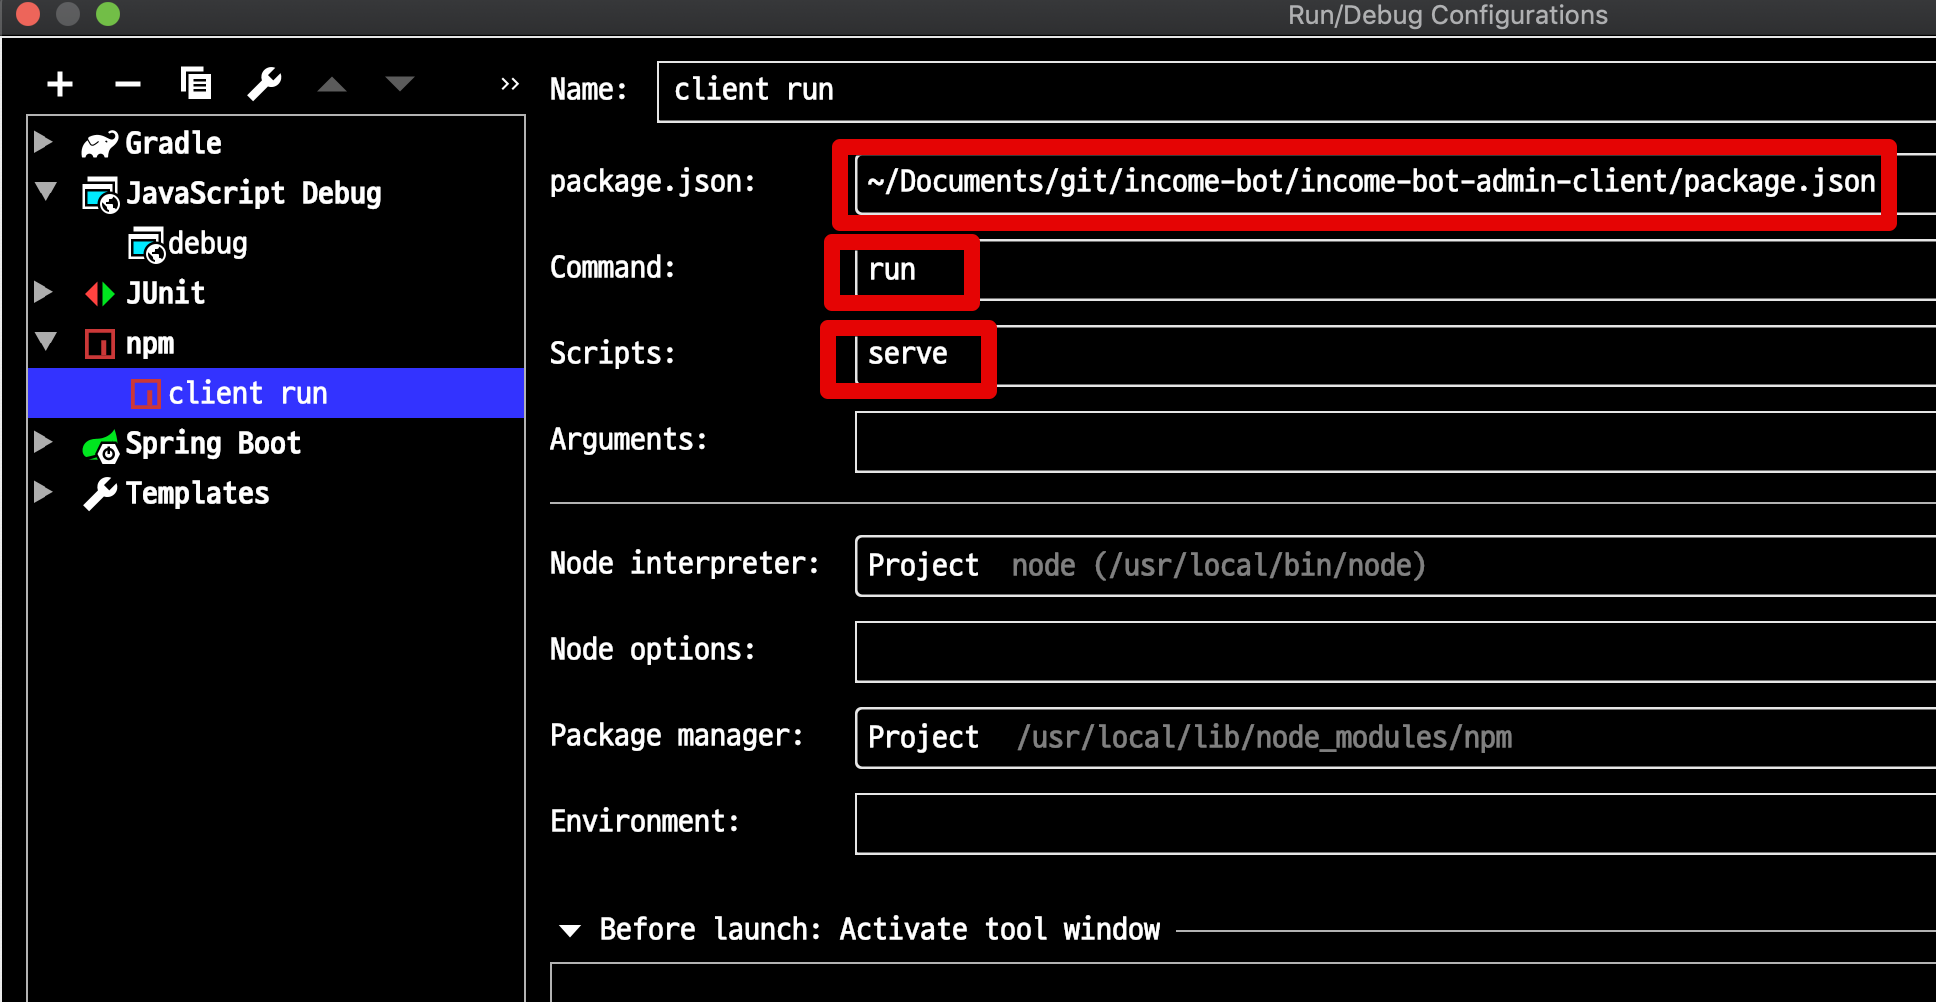 Run/Debug Configurations
Gradle
JavaScript Debug
debug
JUnit
npm
client run
Spring Boot
Templates
Name: client run
package.json: ~/Documents/git/income-bot/income-bot-admin-client/package.json
Command: run
Scripts: serve
Arguments:
Node interpreter: Project node (/usr/local/bin/node)
Node options:
Package manager: Project /usr/local/lib/node_modules/npm
Environment:
Before launch: Activate tool window